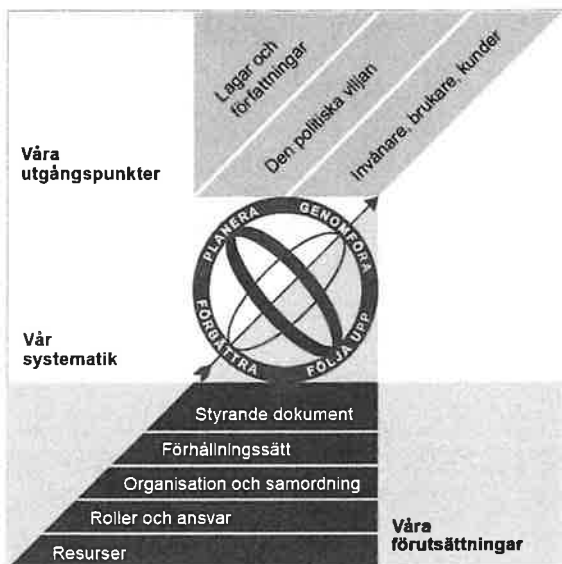 Lagar och
författningar
Den politiska viljan
Invånare, brukare, kunder
Våra
utgångspunkter
PLANERA
GENOMFÖRA
FÖRBÄTTRA
FÖLJA UPP
Vår
systematik
Styrande dokument
Förhållningssätt
Organisation och samordning
Roller och ansvar
Resurser
Våra
förutsättningar